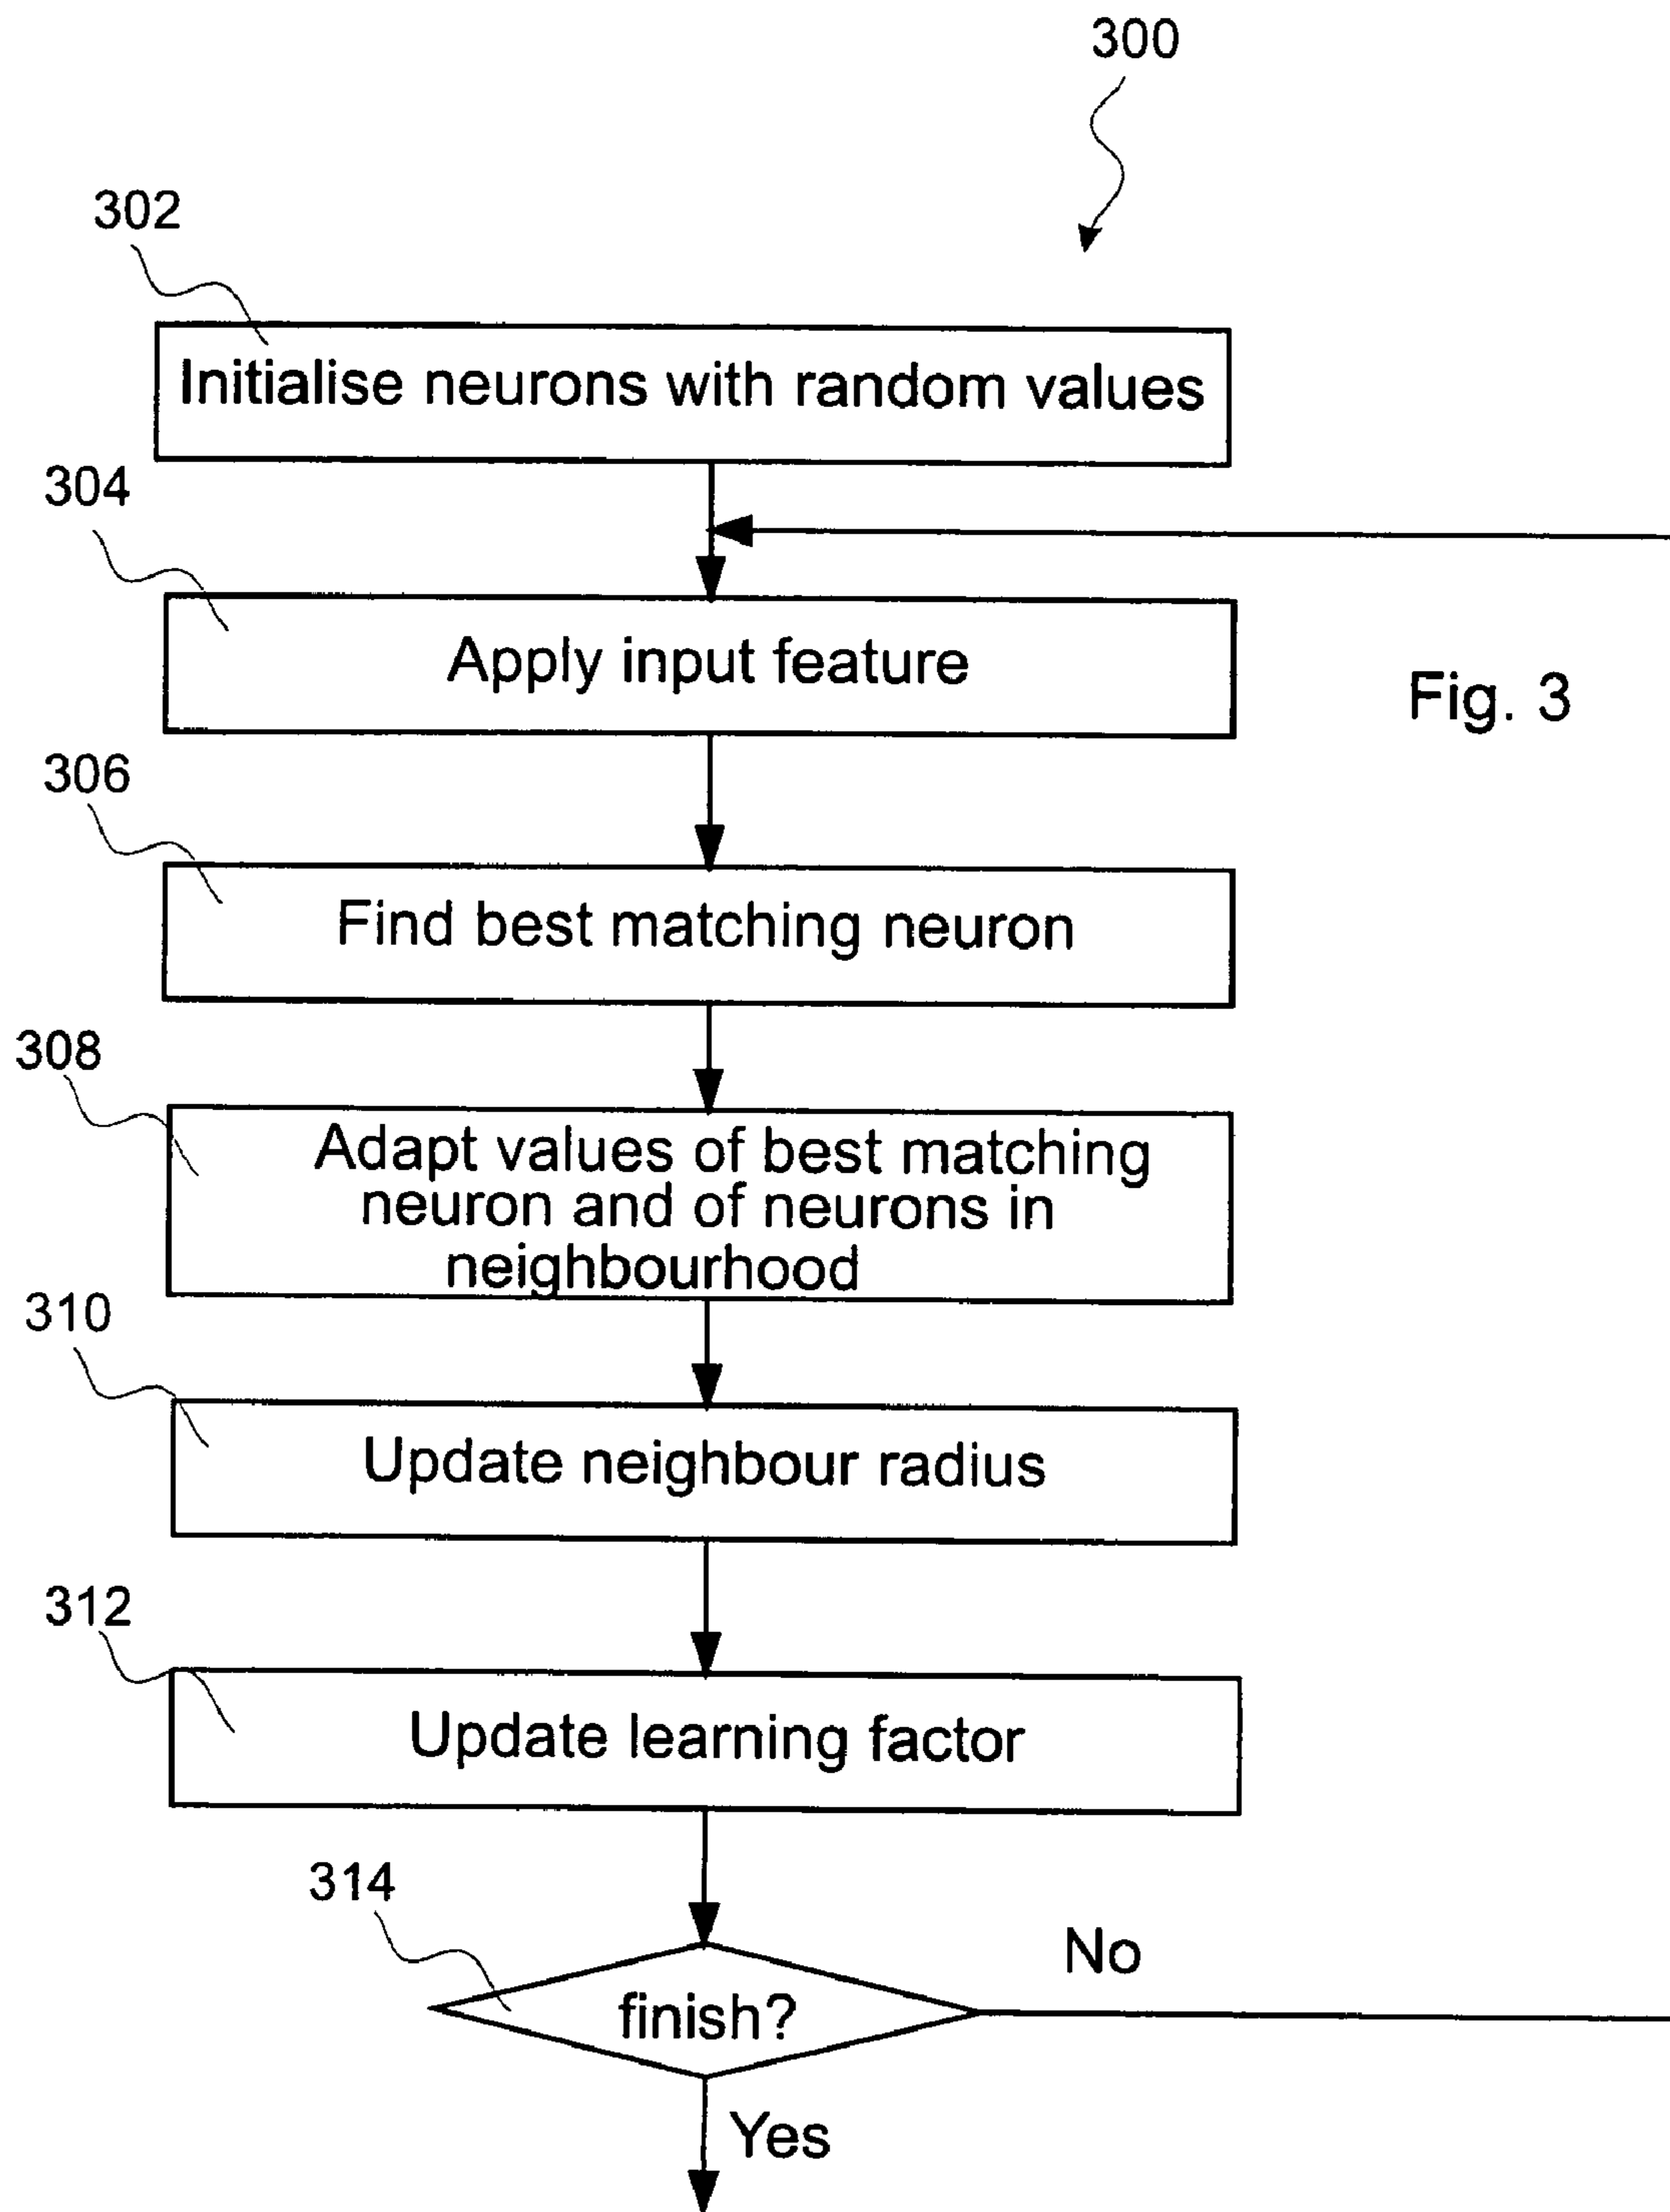 300
302
Initialise neurons with random values
304
Apply input feature
Fig. 3
306
Find best matching neuron
308
Adapt values of best matching
neuron and of neurons in
neighbourhood
310
Update neighbour radius
312
Update learning factor
314
finish?
No
Yes